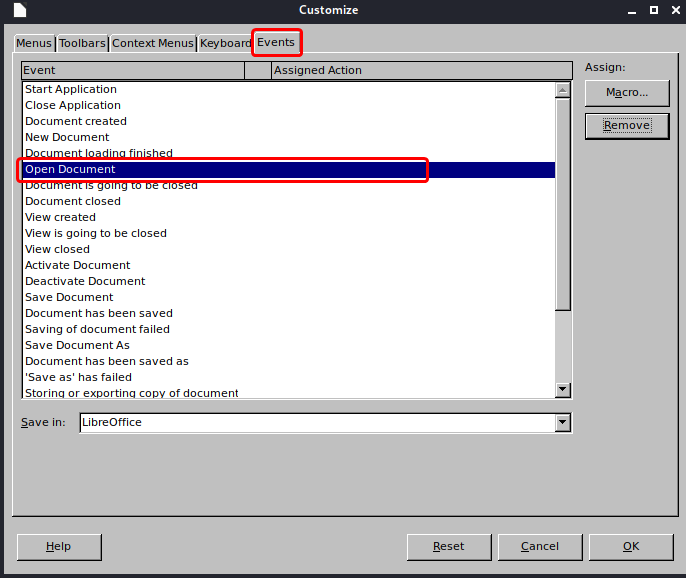 Customize
Menus Toolbars Context Menus Keyboard Events
Event Assigned Action
Assign:
Start Application
Close Application
Document created
New Document
Document loading finished
Open Document
Document is going to be closed
Document closed
View created
View is going to be closed
View closed
Activate Document
Deactivate Document
Save Document
Document has been saved
Saving of document failed
Save Document As
Document has been saved as
'Save as' has failed
Storing or exporting copy of document
Macro...
Remove
Save in: LibreOffice
Help Reset Cancel OK